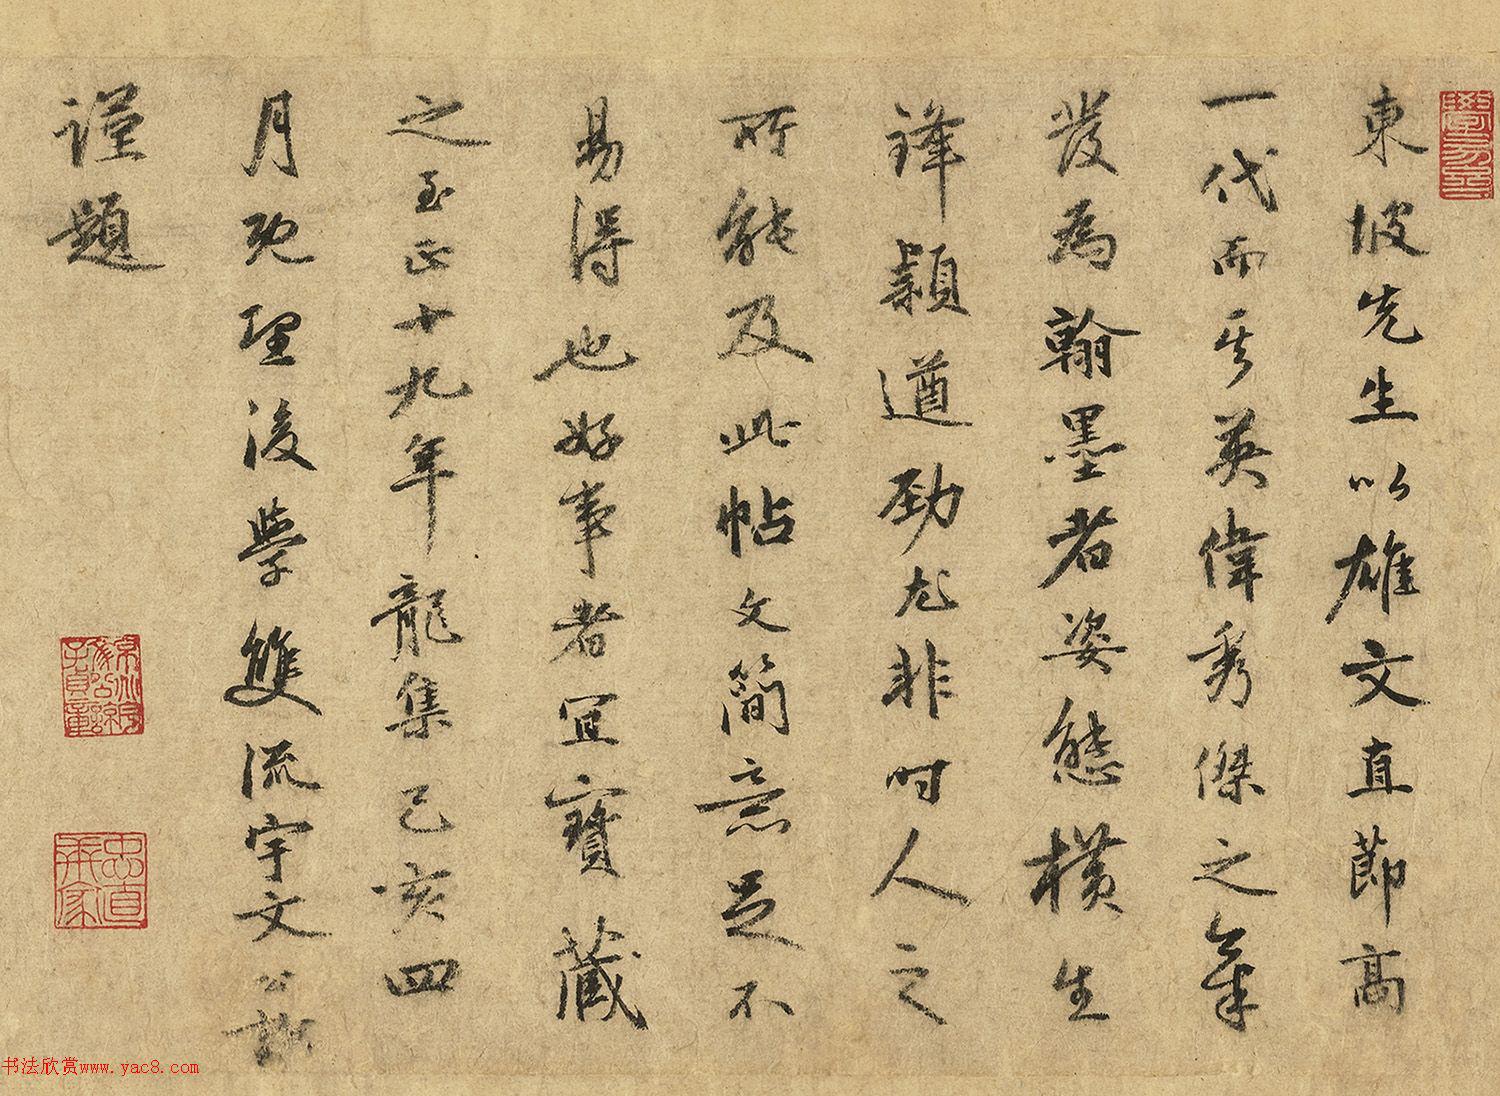 東坡先生以雄文直節高
一代而其英偉秀傑之氣
發為翰墨者姿態橫生
鋒穎遒勁尤非時人之
所能及此帖文簡意足不
易得也好事者宜寶藏
之至正十九年龍集己亥四
月既望後學雙流宇文公諒
謹題
书法欣赏www.yac8.com